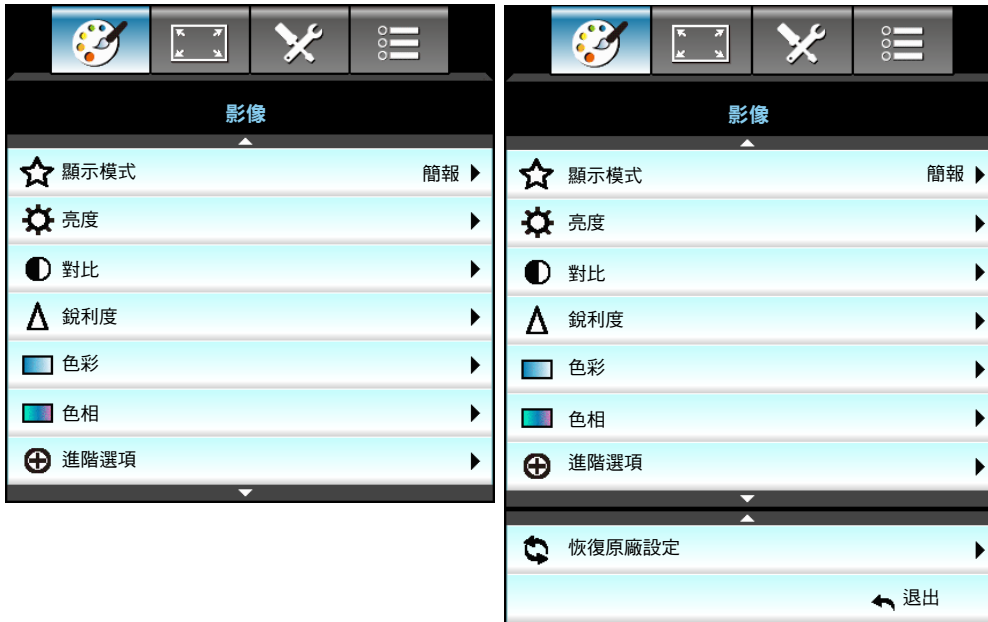 影像
顯示模式 簡報
亮度
對比
銳利度
色彩
色相
進階選項
影像
顯示模式 簡報
亮度
對比
銳利度
色彩
色相
進階選項
恢復原廠設定
退出